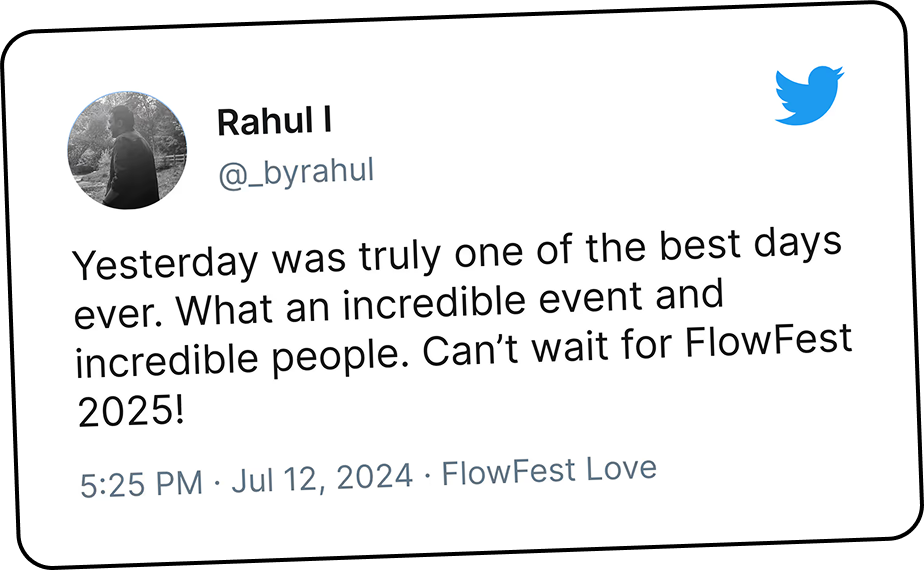 Rahul I
@_byrahul
Yesterday was truly one of the best days
ever. What an incredible event and
incredible people. Can’t wait for FlowFest
2025!
5:25 PM · Jul 12, 2024 · FlowFest Love